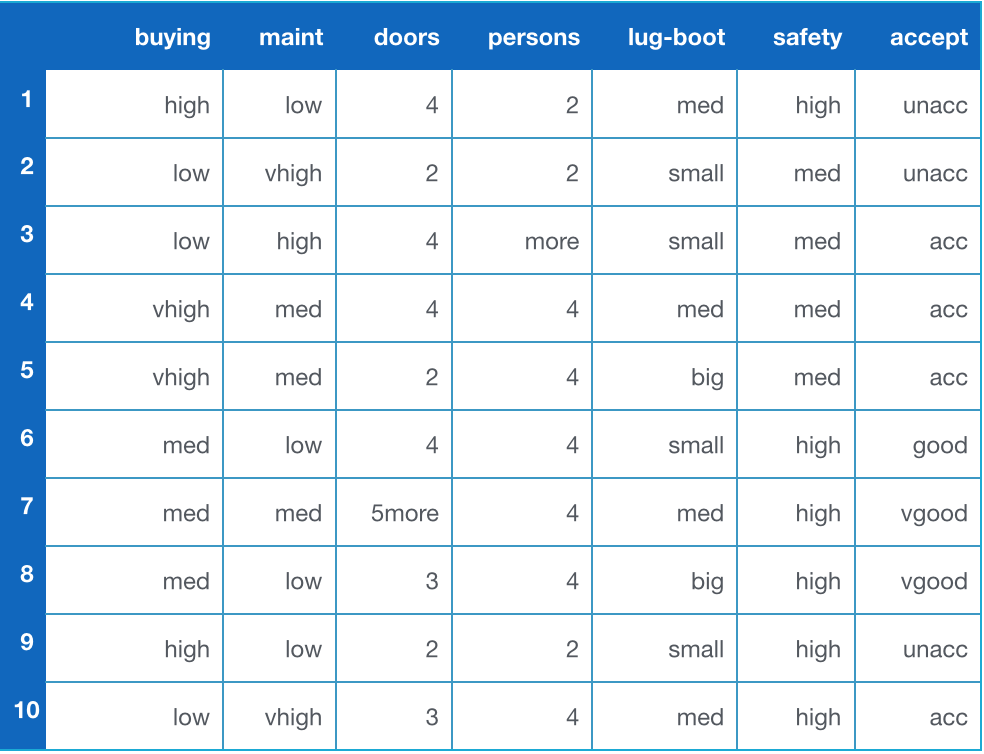 buying maint doors persons lug-boot safety accept
1 high low 4 2 med high unacc
2 low vhigh 2 2 small med unacc
3 low high 4 more small med acc
4 vhigh med 4 4 med med acc
5 vhigh med 2 4 big med acc
6 med low 4 4 small high good
7 med med 5more 4 med high vgood
8 med low 3 4 big high vgood
9 high low 2 2 small high unacc
10 low vhigh 3 4 med high acc